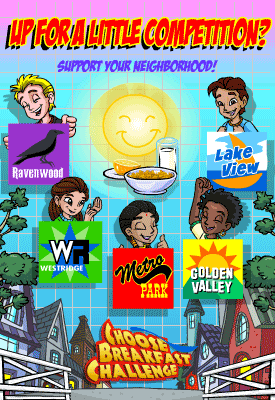 UP FOR A LITTLE COMPETITION?
SUPPORT YOUR NEIGHBORHOOD!
Ravenwood
Lake
View
WR
WESTRIDGE
Metro
PARK
GOLDEN
VALLEY
CHOOSE
BREAKFAST
CHALLENGE